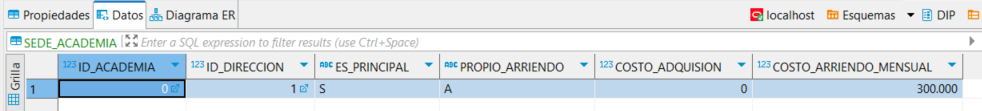 Propiedades Datos Diagrama ER localhost Esquemas DIP
SEDE_ACADEMIA Enter a SQL expression to filter results (use Ctrl+Space)
Grilla 123 ID_ACADEMIA 123 ID_DIRECCION ABC ES_PRINCIPAL ABC PROPIO_ARRIENDO 123 COSTO_ADQUISION 123 COSTO_ARRIENDO_MENSUAL
1 0 1 S A 0 300.000